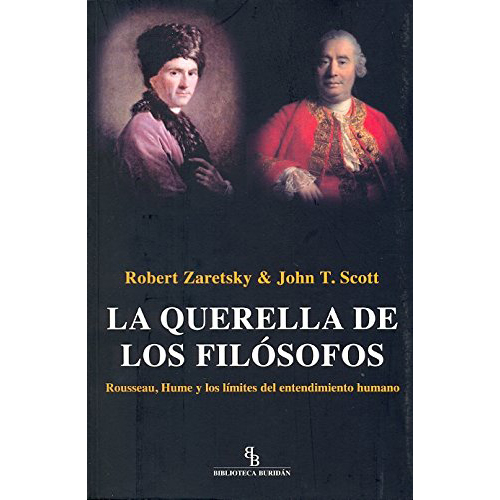 Robert Zaretsky & John T. Scott
LA QUERELLA DE
LOS FILÓSOFOS
Rousseau, Hume y los límites del entendimiento humano
BB
BIBLIOTECA BURIDÁN